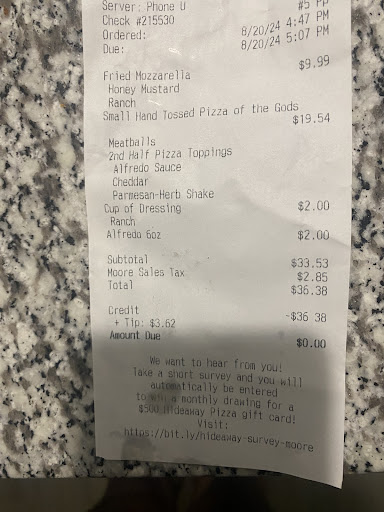 Server: Phone U #5 PP
Check #215530
Ordered: 8/20/24 4:47 PM
Due: 8/20/24 5:07 PM
Fried Mozzarella $9.99
Honey Mustard
Ranch
Small Hand Tossed Pizza of the Gods
$19.54
Meatballs
2nd Half Pizza Toppings
Alfredo Sauce
Cheddar
Parmesan-Herb Shake
Cup of Dressing $2.00
Ranch
Alfredo 6oz $2.00
Subtotal $33.53
Moore Sales Tax $2.85
Total $36.38
Credit -$36.38
+ Tip: $3.62
Amount Due $0.00
We want to hear from you!
Take a short survey and you will
automatically be entered
to win a monthly drawing for a
$500 Hideaway Pizza gift card!
Visit:
https://bit.ly/hideaway-survey-moore